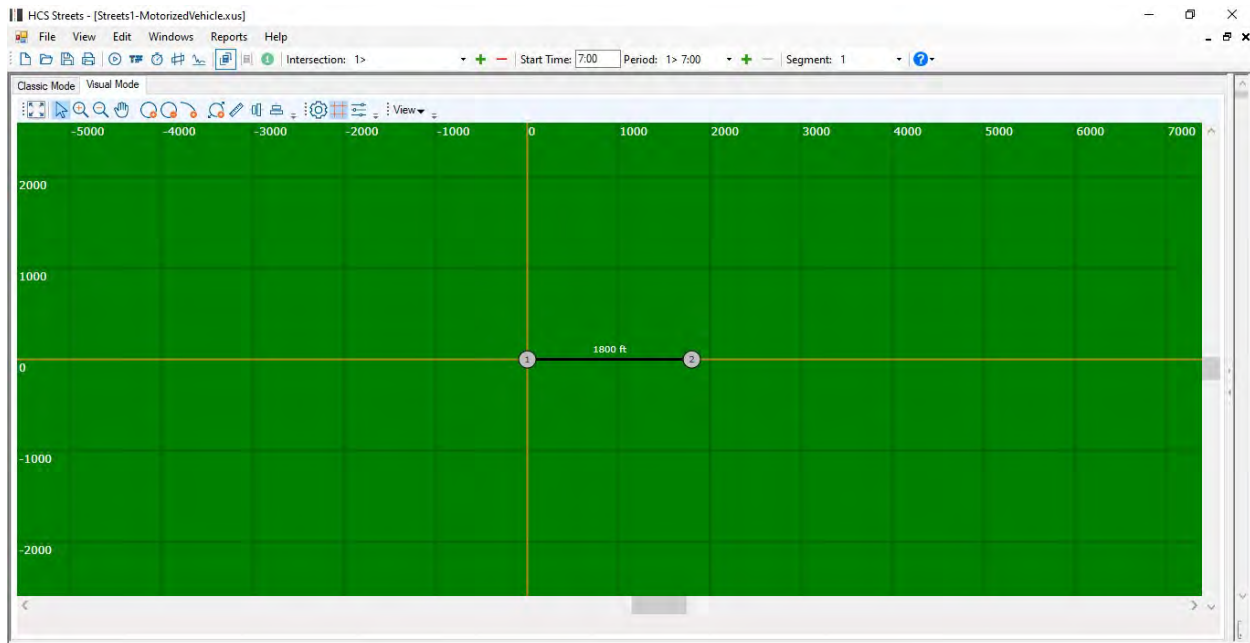 HCS Streets - [Streets1-MotorizedVehicle.xus]
File View Edit Windows Reports Help
Intersection: 1> Start Time: 7:00 Period: 1> 7:00 Segment: 1
Classic Mode Visual Mode
View
-5000 -4000 -3000 -2000 -1000 0 1000 2000 3000 4000 5000 6000 7000
2000
1000
1800 ft
1 2
0
-1000
-2000